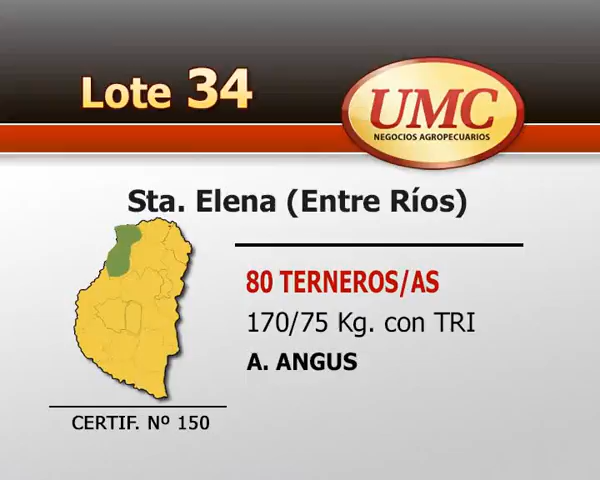 Lote 34
UMC
NEGOCIOS AGROPECUARIOS
Sta. Elena (Entre Ríos)
80 TERNEROS/AS
170/75 Kg. con TRI
A. ANGUS
CERTIF. Nº 150